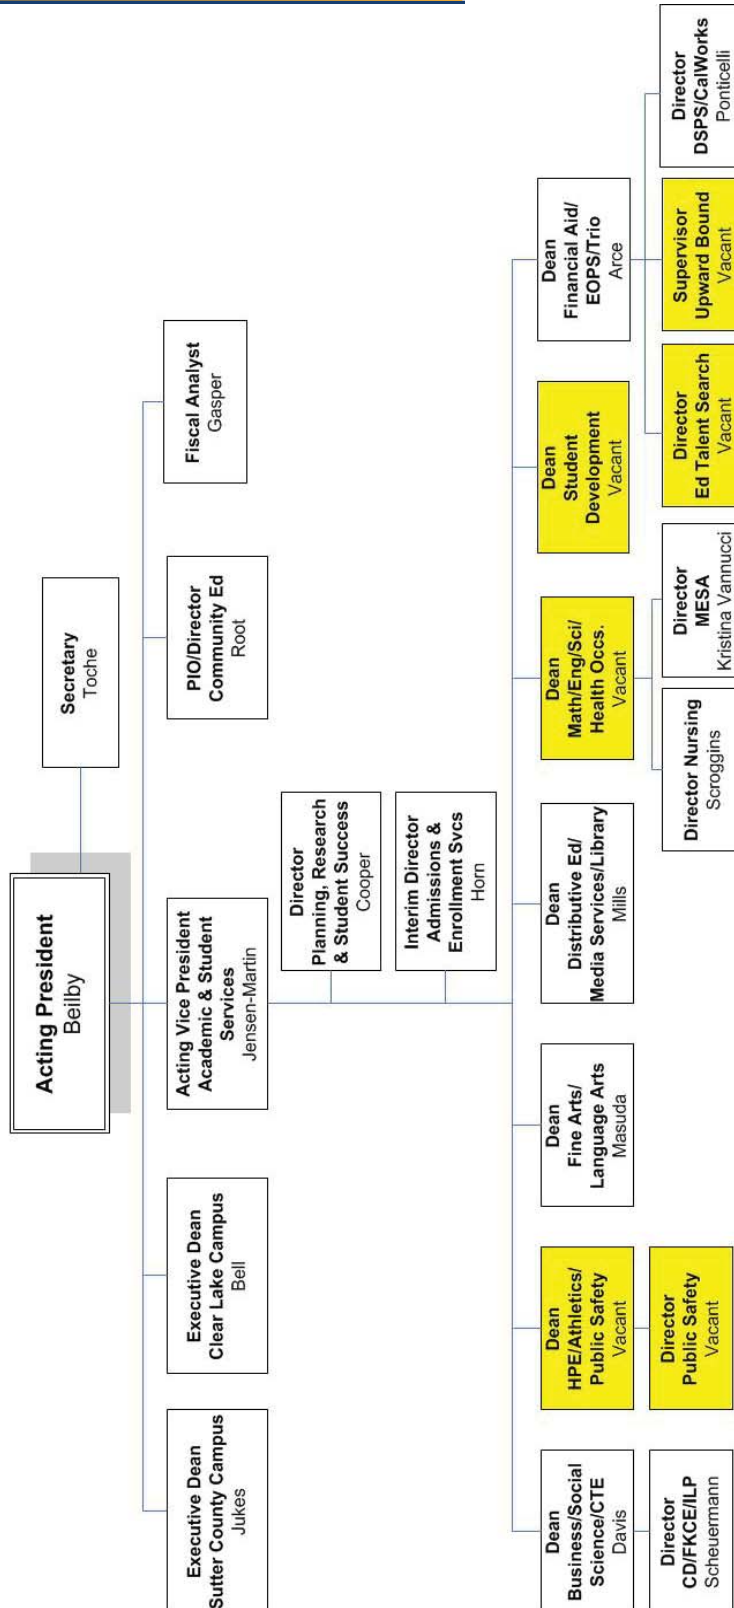 Acting President
Beilby
Secretary
Toche
Executive Dean
Sutter County Campus
Jukes
Executive Dean
Clear Lake Campus
Bell
Acting Vice President
Academic & Student
Services
Jensen-Martin
PIO/Director
Community Ed
Root
Fiscal Analyst
Gasper
Director
Planning, Research
& Student Success
Cooper
Interim Director
Admissions &
Enrollment Svcs
Horn
Dean
Business/Social
Science/CTE
Davis
Dean
HPE/Athletics/
Public Safety
Vacant
Dean
Fine Arts/
Language Arts
Masuda
Dean
Distributive Ed/
Media Services/Library
Mills
Dean
Math/Eng/Sci/
Health Occs.
Vacant
Dean
Student
Development
Vacant
Dean
Financial Aid/
EOPS/Trio
Arce
Director
CD/FKCE/ILP
Scheuermann
Director
Public Safety
Vacant
Director Nursing
Scroggins
Director
MESA
Kristina Vannucci
Director
Ed Talent Search
Vacant
Supervisor
Upward Bound
Vacant
Director
DSPS/CalWorks
Ponticelli